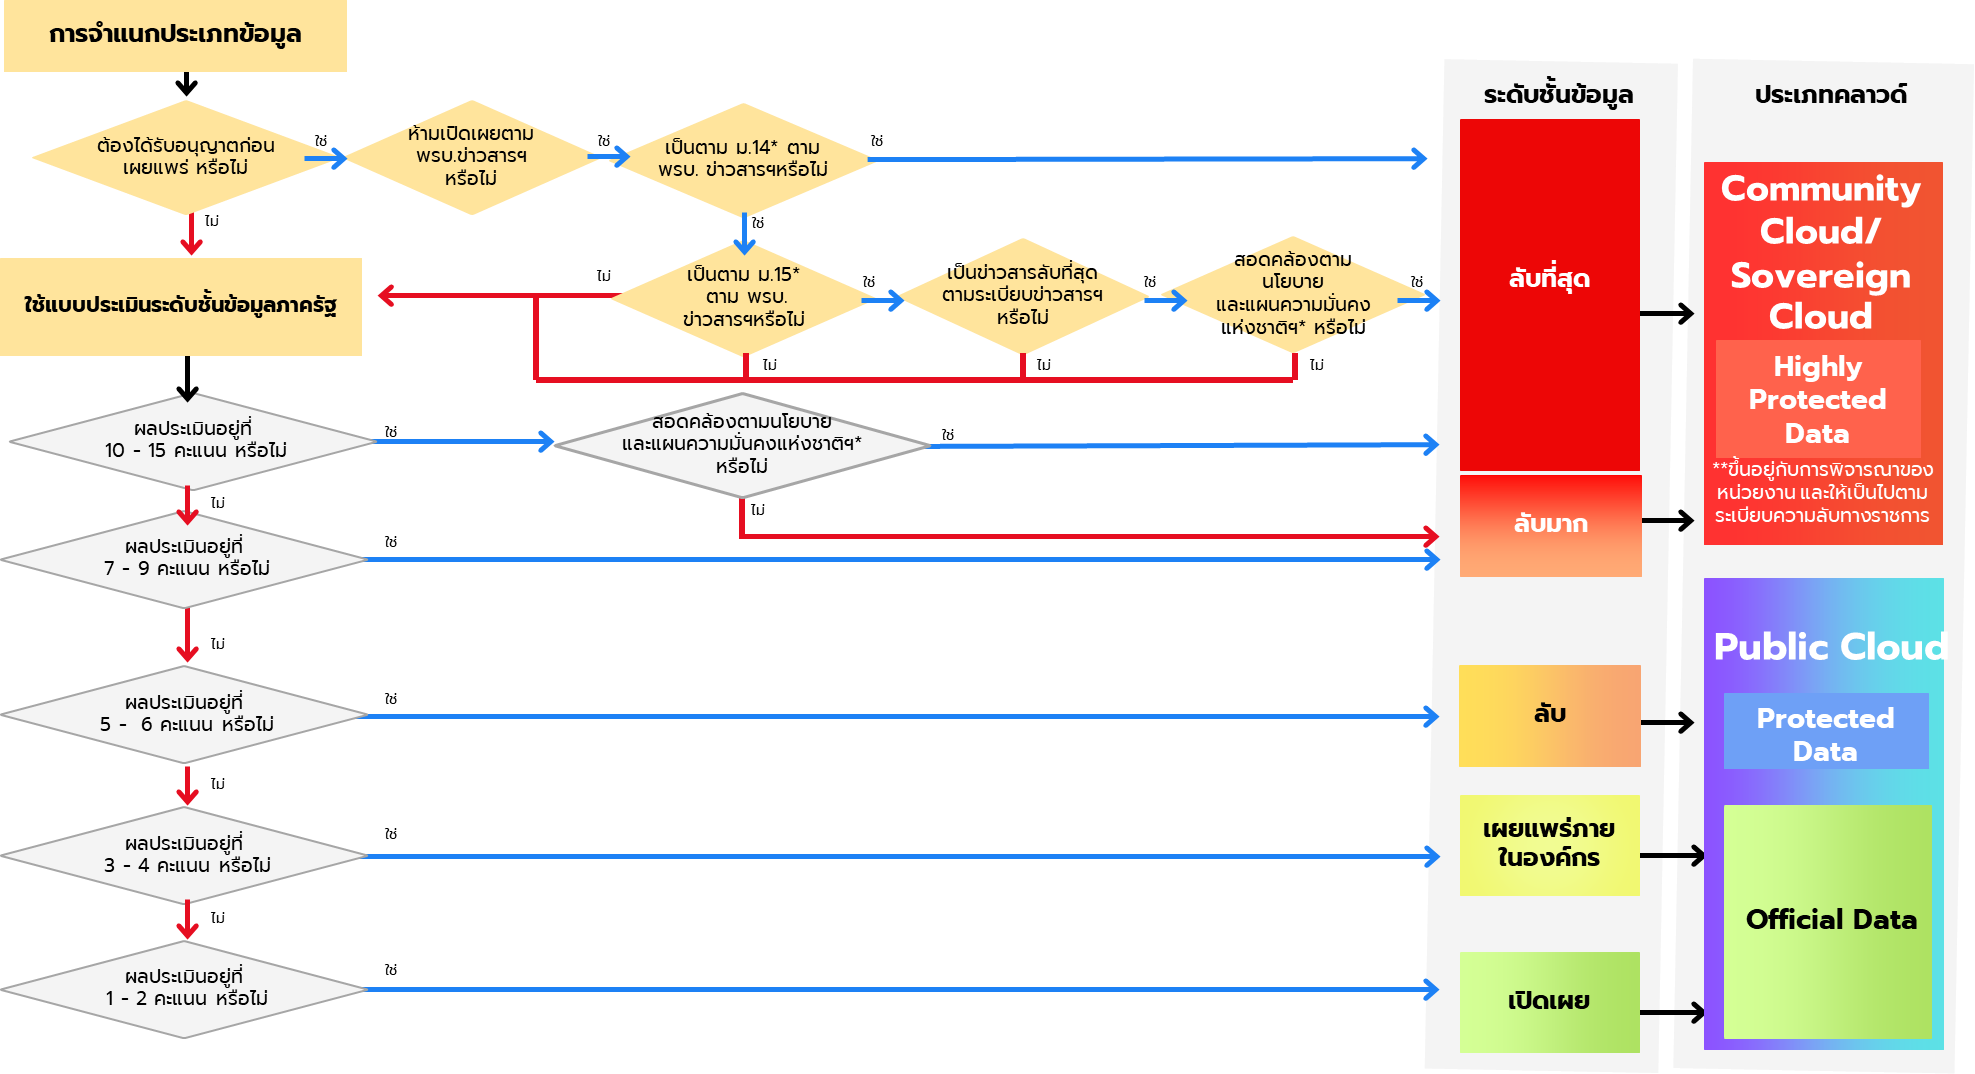 การจำแนกประเภทข้อมูล
ระดับชั้นข้อมูล
ประเภทคลาวด์
ต้องได้รับอนุญาตก่อน
เผยแพร่ หรือไม่
ใช่
ห้ามเปิดเผยตาม
พรบ.ข่าวสารฯ
หรือไม่
ใช่
เป็นตาม ม.14* ตาม
พรบ. ข่าวสารฯหรือไม่
ใช่
ไม่
ใช่
ใช้แบบประเมินระดับชั้นข้อมูลภาครัฐ
ไม่
เป็นตาม ม.15*
ตาม พรบ.
ข่าวสารฯหรือไม่
ใช่
เป็นข่าวสารลับที่สุด
ตามระเบียบข่าวสารฯ
หรือไม่
ใช่
สอดคล้องตาม
นโยบาย
และแผนความมั่นคง
แห่งชาติฯ* หรือไม่
ใช่
ไม่
ไม่
ไม่
ลับที่สุด
Community
Cloud/
Sovereign
Cloud
Highly
Protected
Data
**ขึ้นอยู่กับการพิจารณาของ
หน่วยงาน และให้เป็นไปตาม
ระเบียบความลับทางราชการ
ผลประเมินอยู่ที่
10 - 15 คะแนน หรือไม่
ใช่
สอดคล้องตามนโยบาย
และแผนความมั่นคงแห่งชาติฯ*
หรือไม่
ใช่
ไม่
ไม่
ลับมาก
ผลประเมินอยู่ที่
7 - 9 คะแนน หรือไม่
ใช่
ไม่
Public Cloud
ผลประเมินอยู่ที่
5 - 6 คะแนน หรือไม่
ใช่
ลับ
Protected
Data
ไม่
ผลประเมินอยู่ที่
3 - 4 คะแนน หรือไม่
ใช่
เผยแพร่ภาย
ในองค์กร
ไม่
Official Data
ผลประเมินอยู่ที่
1 - 2 คะแนน หรือไม่
ใช่
เปิดเผย